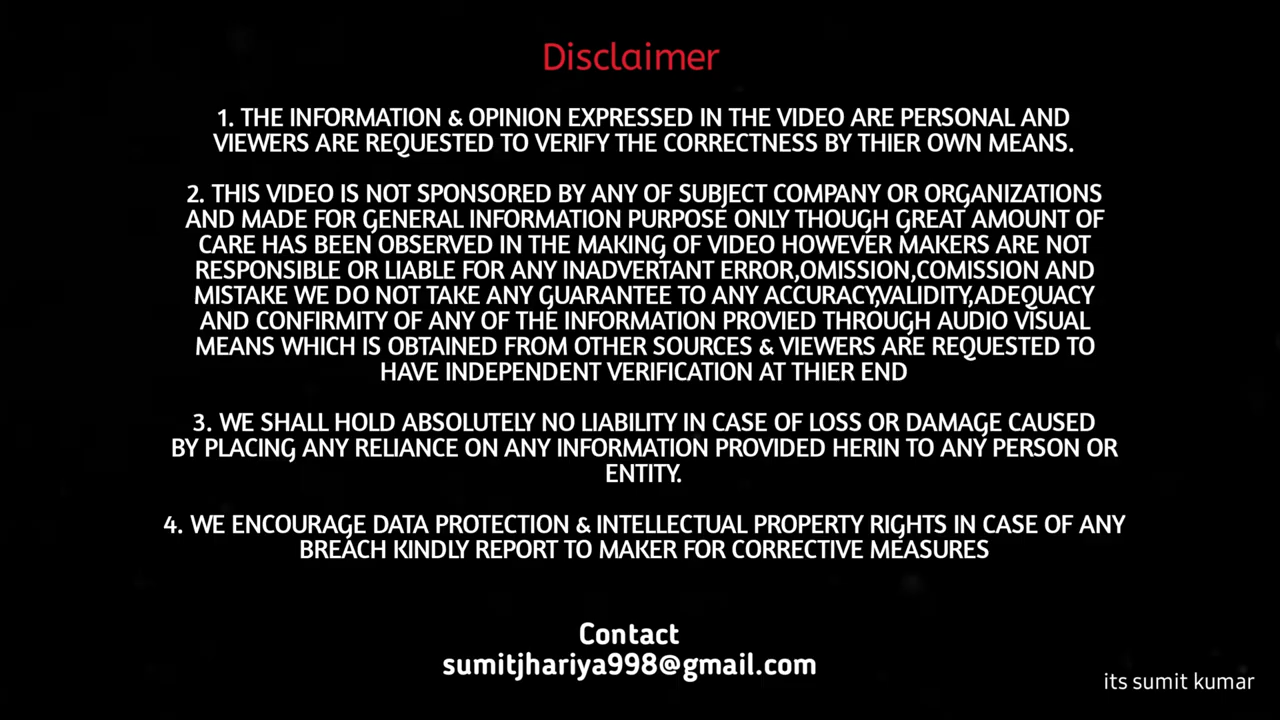 Disclaimer
1. THE INFORMATION & OPINION EXPRESSED IN THE VIDEO ARE PERSONAL AND
VIEWERS ARE REQUESTED TO VERIFY THE CORRECTNESS BY THIER OWN MEANS.
2. THIS VIDEO IS NOT SPONSORED BY ANY OF SUBJECT COMPANY OR ORGANIZATIONS
AND MADE FOR GENERAL INFORMATION PURPOSE ONLY THOUGH GREAT AMOUNT OF
CARE HAS BEEN OBSERVED IN THE MAKING OF VIDEO HOWEVER MAKERS ARE NOT
RESPONSIBLE OR LIABLE FOR ANY INADVERTANT ERROR,OMISSION,COMISSION AND
MISTAKE WE DO NOT TAKE ANY GUARANTEE TO ANY ACCURACY,VALIDITY,ADEQUACY
AND CONFIRMITY OF ANY OF THE INFORMATION PROVIED THROUGH AUDIO VISUAL
MEANS WHICH IS OBTAINED FROM OTHER SOURCES & VIEWERS ARE REQUESTED TO
HAVE INDEPENDENT VERIFICATION AT THIER END
3. WE SHALL HOLD ABSOLUTELY NO LIABILITY IN CASE OF LOSS OR DAMAGE CAUSED
BY PLACING ANY RELIANCE ON ANY INFORMATION PROVIDED HERIN TO ANY PERSON OR
ENTITY.
4. WE ENCOURAGE DATA PROTECTION & INTELLECTUAL PROPERTY RIGHTS IN CASE OF ANY
BREACH KINDLY REPORT TO MAKER FOR CORRECTIVE MEASURES
Contact
sumitjhariya998@gmail.com
its sumit kumar